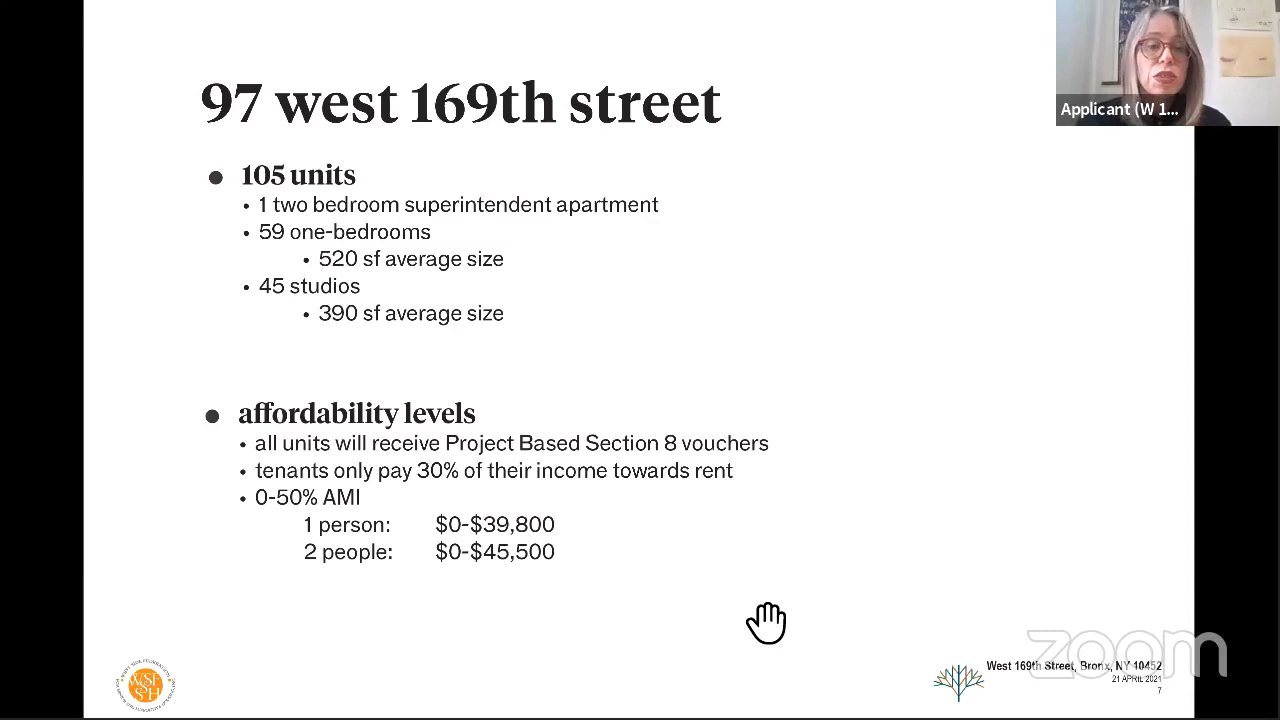 97 west 169th street
• 105 units
• 1 two bedroom superintendent apartment
• 59 one-bedrooms
• 520 sf average size
• 45 studios
• 390 sf average size
• affordability levels
• all units will receive Project Based Section 8 vouchers
• tenants only pay 30% of their income towards rent
• 0-50% AMI
1 person: $0-$39,800
2 people: $0-$45,500
Applicant (W 1...
WSF
SSPH
West 169th Street, Bronx, NY 10452
21 APRIL 2021
7
zoom